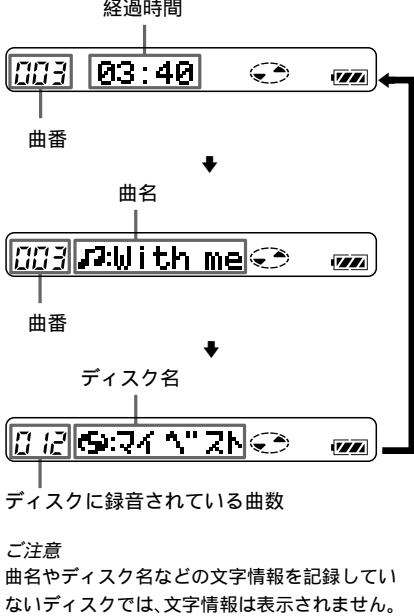 経過時間
003 03:40
曲番
曲名
003 ♫:With me
曲番
ディスク名
012 :マイベスト
ディスクに録音されている曲数
ご注意
曲名やディスク名などの文字情報を記録してい
ないディスクでは、文字情報は表示されません。